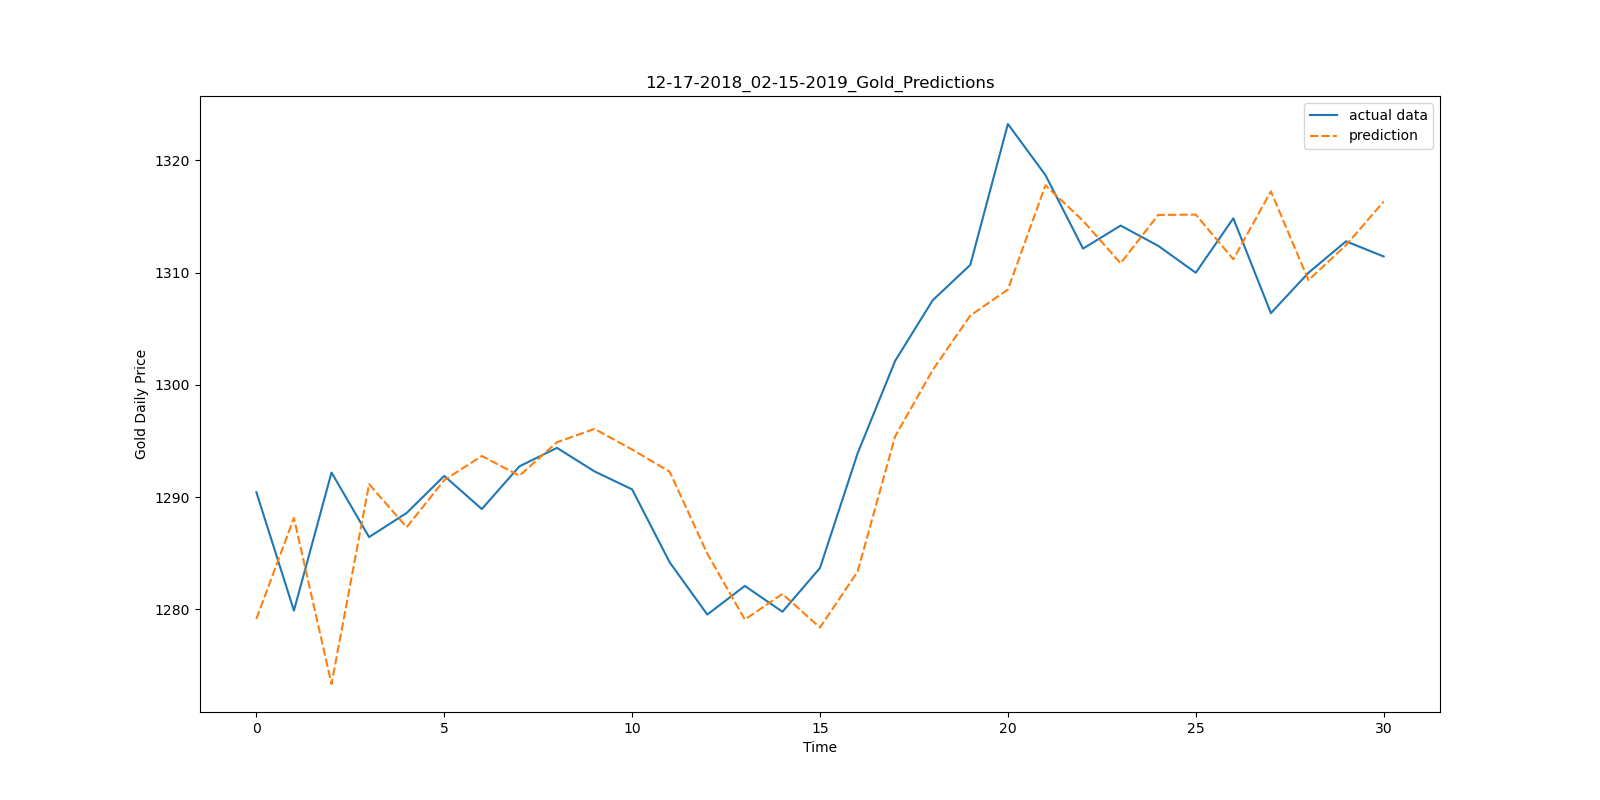 12-17-2018_02-15-2019_Gold_Predictions
actual data
prediction
1320
1310
1300
1290
1280
Gold Daily Price
0 5 10 15 20 25 30
Time